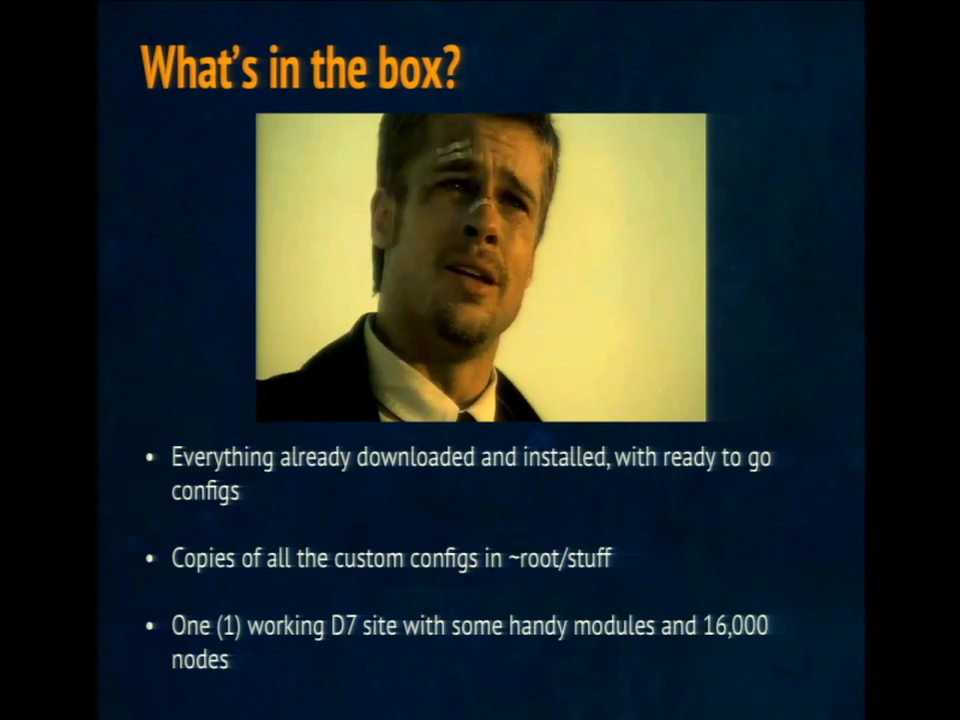 What's in the box?
• Everything already downloaded and installed, with ready to go
configs
• Copies of all the custom configs in ~root/stuff
• One (1) working D7 site with some handy modules and 16,000
nodes